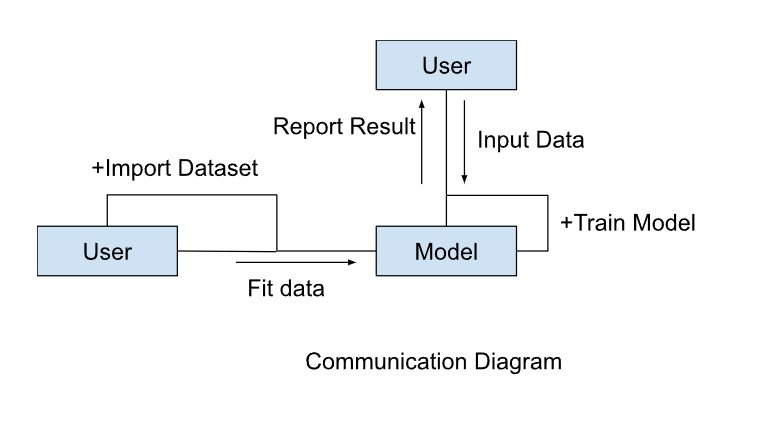 User
Report Result
Input Data
+Import Dataset
User
Model
+Train Model
Fit data
Communication Diagram